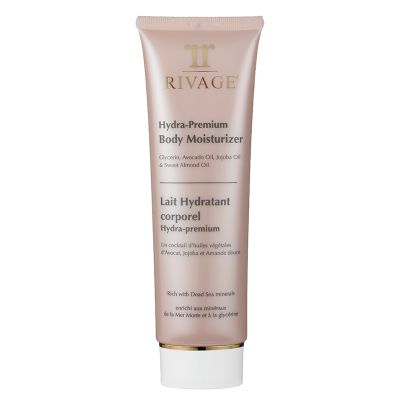 RIVAGE®
Hydra-Premium
Body Moisturizer
Glycerin, Avocado Oil, Jojoba Oil
& Sweet Almond Oil
Lait Hydratant
corporel
Hydra-premium
Un cocktail d'huiles végétales
d'Avocat, Jojoba et Amande douce
Rich with Dead Sea minerals
enrichi aux minéraux
de la Mer Morte et à la glycérine